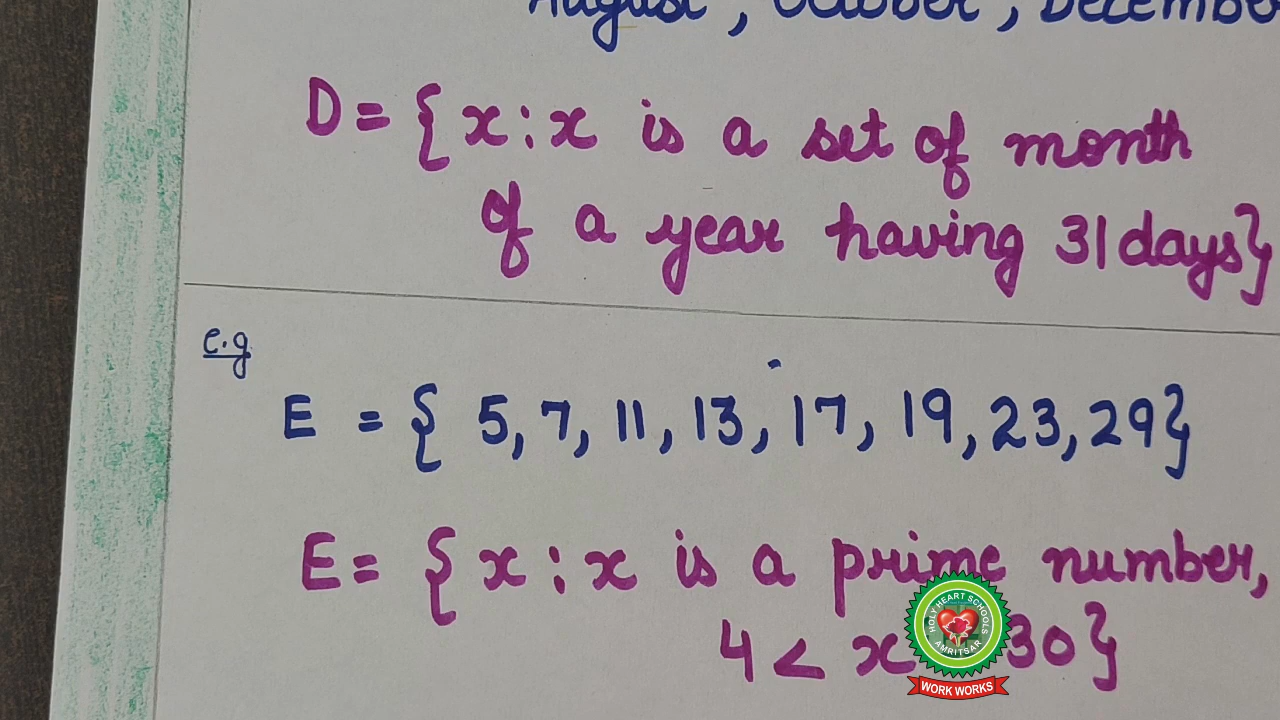 August, October, December
D = { x : x is a set of month
of a year having 31 days}
e.g
E = { 5, 7, 11, 13, 17, 19, 23, 29}
E = { x : x is a prime number,
4 < x 30}
HOLY HEART SCHOOLS
AMRITSAR
WORK WORKS